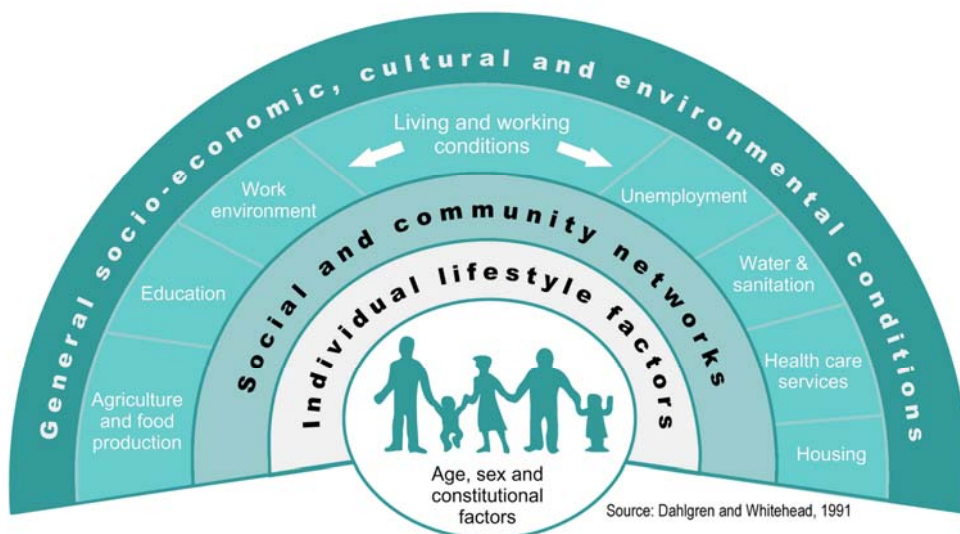 General socio-economic, cultural and environmental conditions
Living and working
conditions
Work
environment
Unemployment
Education
Water &
sanitation
Agriculture
and food
production
Health care
services
Housing
Social and community networks
Individual lifestyle factors
Age, sex and
constitutional
factors
Source: Dahlgren and Whitehead, 1991